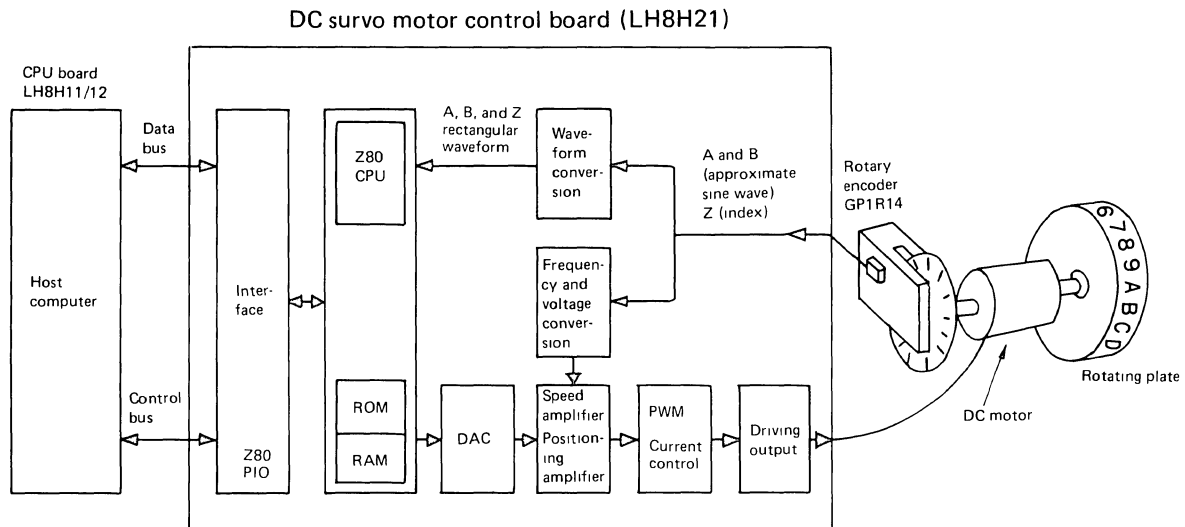 DC survo motor control board (LH8H21)
CPU board
LH8H11/12
Host
computer
Data
bus
Control
bus
Inter-
face
Z80
PIO
Z80
CPU
ROM
RAM
A, B, and Z
rectangular
waveform
Wave-
form
conver-
sion
Frequen-
cy and
voltage
conver-
sion
DAC
Speed
amplifier
Position-
ing
amplifier
PWM
Current
control
Driving
output
A and B
(approximate
sine wave)
Z (index)
Rotary
encoder
GP1R14
6789ABCD
Rotating plate
DC motor